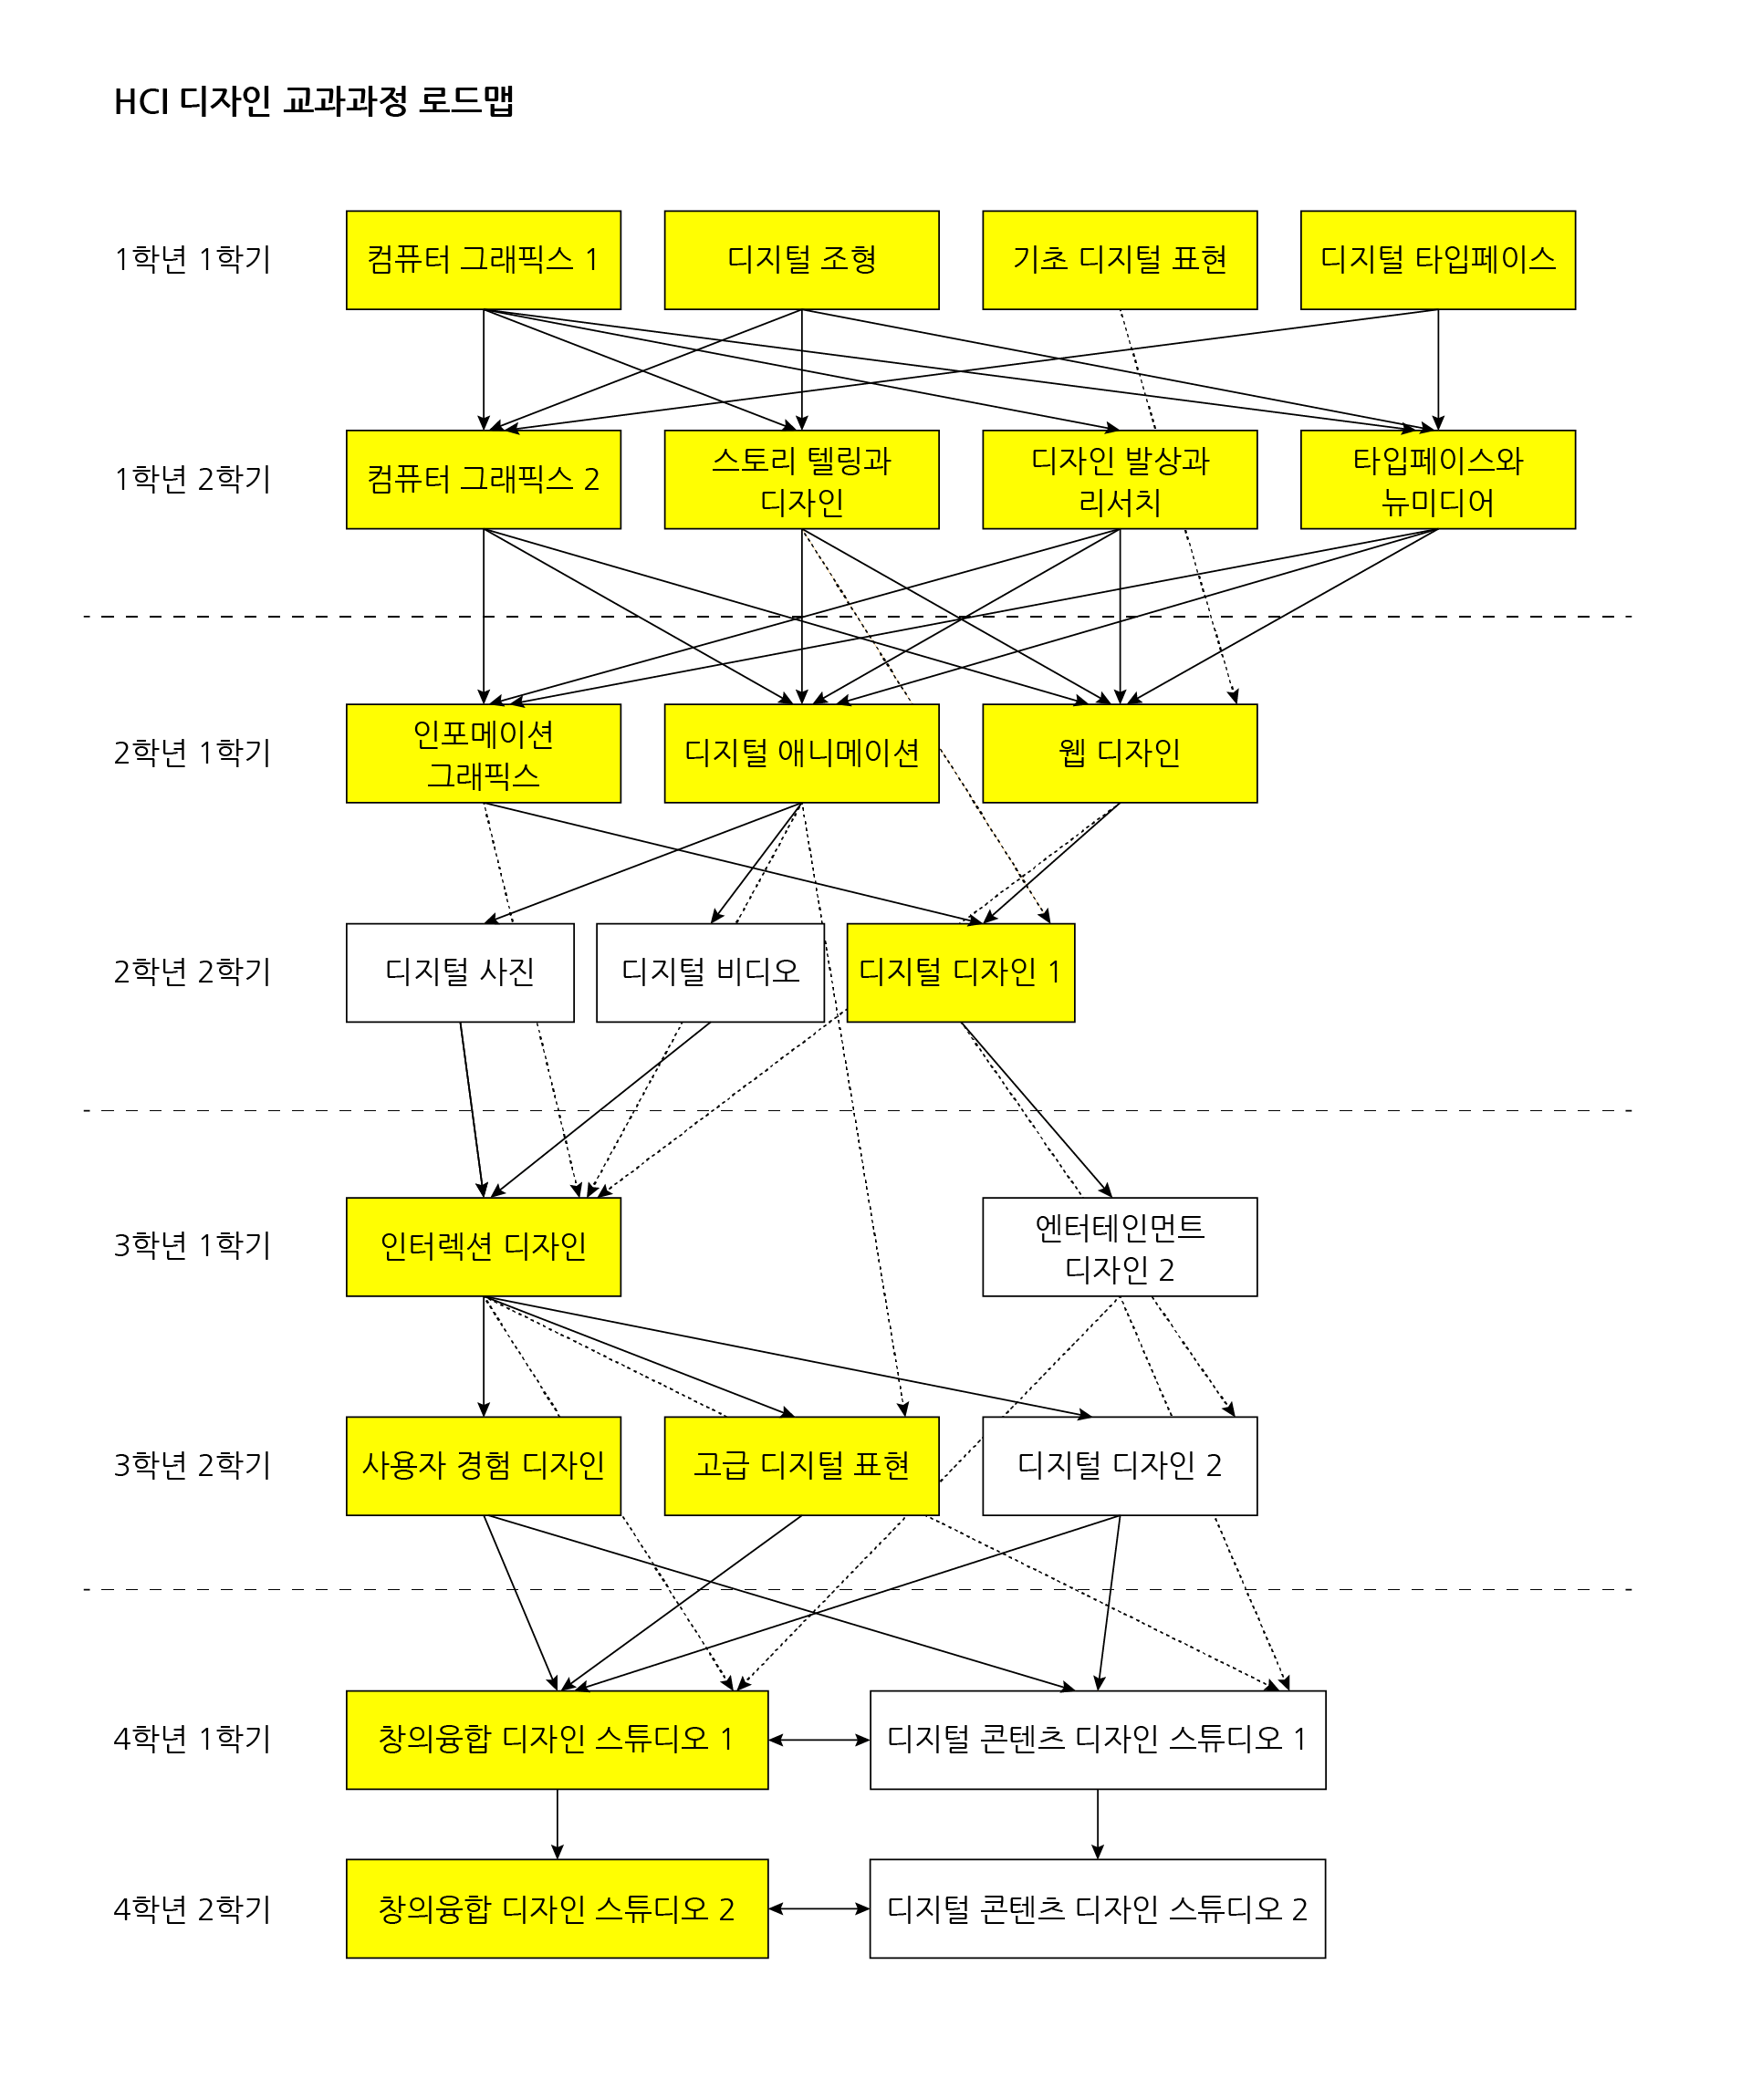 HCI 디자인 교과과정 로드맵
1학년 1학기
컴퓨터 그래픽스 1
디지털 조형
기초 디지털 표현
디지털 타입페이스
1학년 2학기
컴퓨터 그래픽스 2
스토리 텔링과
디자인
디자인 발상과
리서치
타입페이스와
뉴미디어
2학년 1학기
인포메이션
그래픽스
디지털 애니메이션
웹 디자인
2학년 2학기
디지털 사진
디지털 비디오
디지털 디자인 1
3학년 1학기
인터렉션 디자인
엔터테인먼트
디자인 2
3학년 2학기
사용자 경험 디자인
고급 디지털 표현
디지털 디자인 2
4학년 1학기
창의융합 디자인 스튜디오 1
디지털 콘텐츠 디자인 스튜디오 1
4학년 2학기
창의융합 디자인 스튜디오 2
디지털 콘텐츠 디자인 스튜디오 2